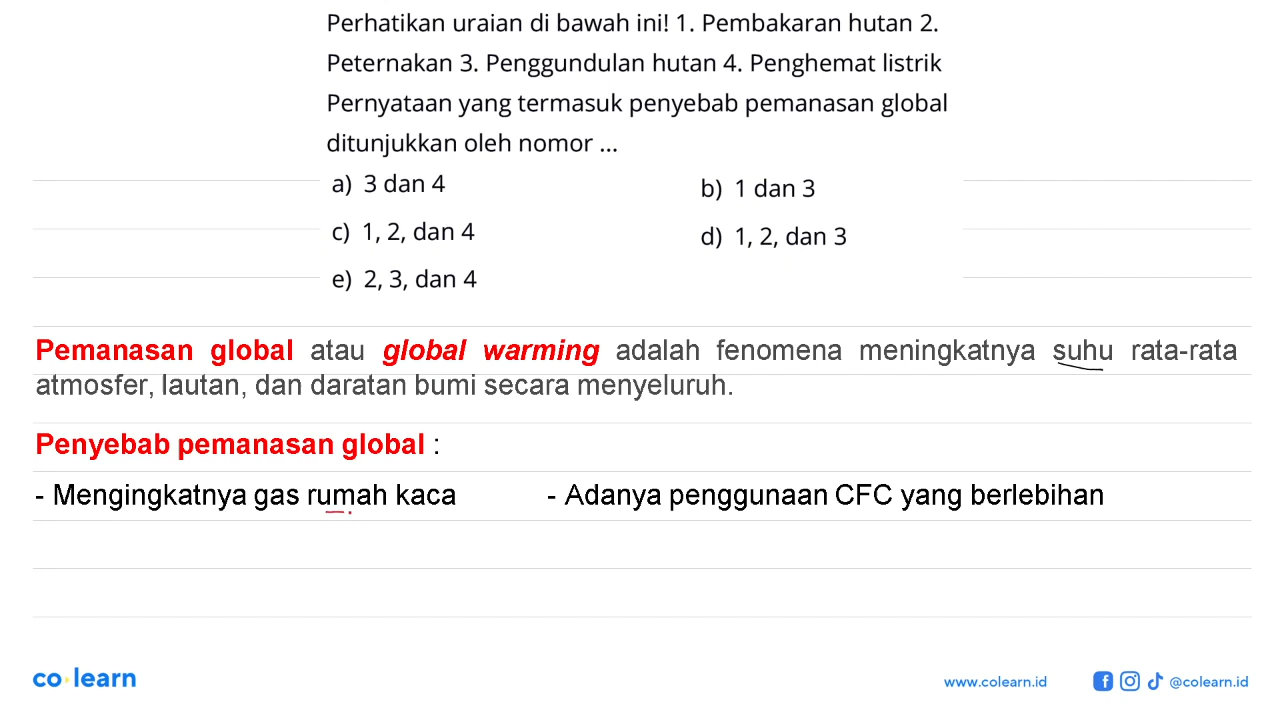 Perhatikan uraian di bawah ini! 1. Pembakaran hutan 2.
Peternakan 3. Penggundulan hutan 4. Penghemat listrik
Pernyataan yang termasuk penyebab pemanasan global
ditunjukkan oleh nomor ...
a) 3 dan 4
b) 1 dan 3
c) 1, 2, dan 4
d) 1, 2, dan 3
e) 2, 3, dan 4
Pemanasan global atau global warming adalah fenomena meningkatnya suhu rata-rata
atmosfer, lautan, dan daratan bumi secara menyeluruh.
Penyebab pemanasan global :
- Mengingkatnya gas rumah kaca - Adanya penggunaan CFC yang berlebihan
co learn
www.colearn.id
@colearn.id